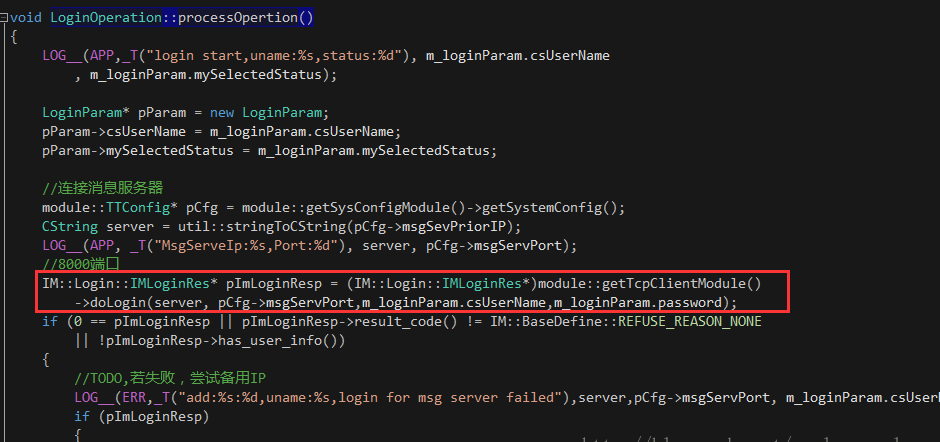 void LoginOperation::processOpertion()
{
LOG__(APP,_T("login start,uname:%s,status:%d"), m_loginParam.csUserName
, m_loginParam.mySelectedStatus);
LoginParam* pParam = new LoginParam;
pParam->csUserName = m_loginParam.csUserName;
pParam->mySelectedStatus = m_loginParam.mySelectedStatus;
//连接消息服务器
module::TTConfig* pCfg = module::getSysConfigModule()->getSystemConfig();
CString server = util::stringToCString(pCfg->msgSevPriorIP);
LOG__(APP, _T("MsgServeIp:%s,Port:%d"), server, pCfg->msgServPort);
//8000端口
IM::Login::IMLoginRes* pImLoginResp = (IM::Login::IMLoginRes*)module::getTcpClientModule()
->doLogin(server, pCfg->msgServPort,m_loginParam.csUserName,m_loginParam.password);
if (0 == pImLoginResp || pImLoginResp->result_code() != IM::BaseDefine::REFUSE_REASON_NONE
|| !pImLoginResp->has_user_info())
{
//TODO,若失败，尝试备用IP
LOG__(ERR,_T("add:%s:%d,uname:%s,login for msg server failed"),server,pCfg->msgServPort, m_loginParam.csUser
if (pImLoginResp)
{